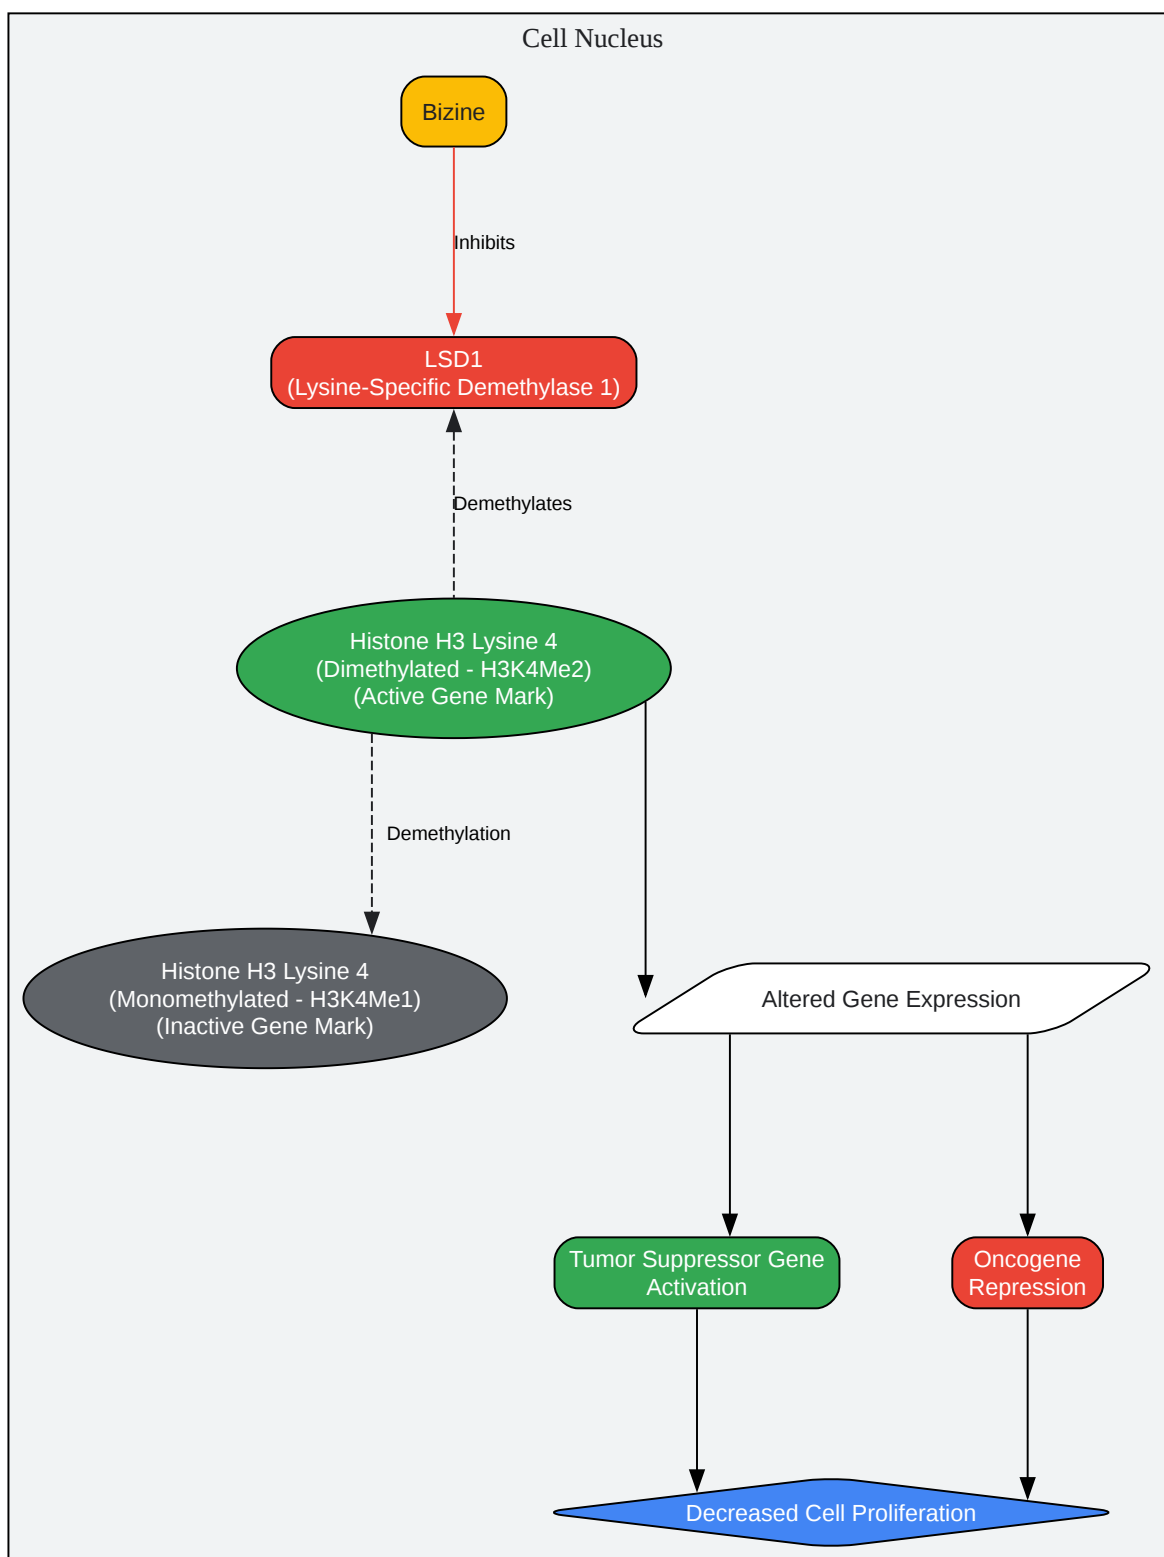 Cell Nucleus
Bizine
Inhibits
LSD1
(Lysine-Specific Demethylase 1)
Demethylates
Histone H3 Lysine 4
(Dimethylated - H3K4Me2)
(Active Gene Mark)
Demethylation
Histone H3 Lysine 4
(Monomethylated - H3K4Me1)
(Inactive Gene Mark)
Altered Gene Expression
Tumor Suppressor Gene
Activation
Oncogene
Repression
Decreased Cell Proliferation